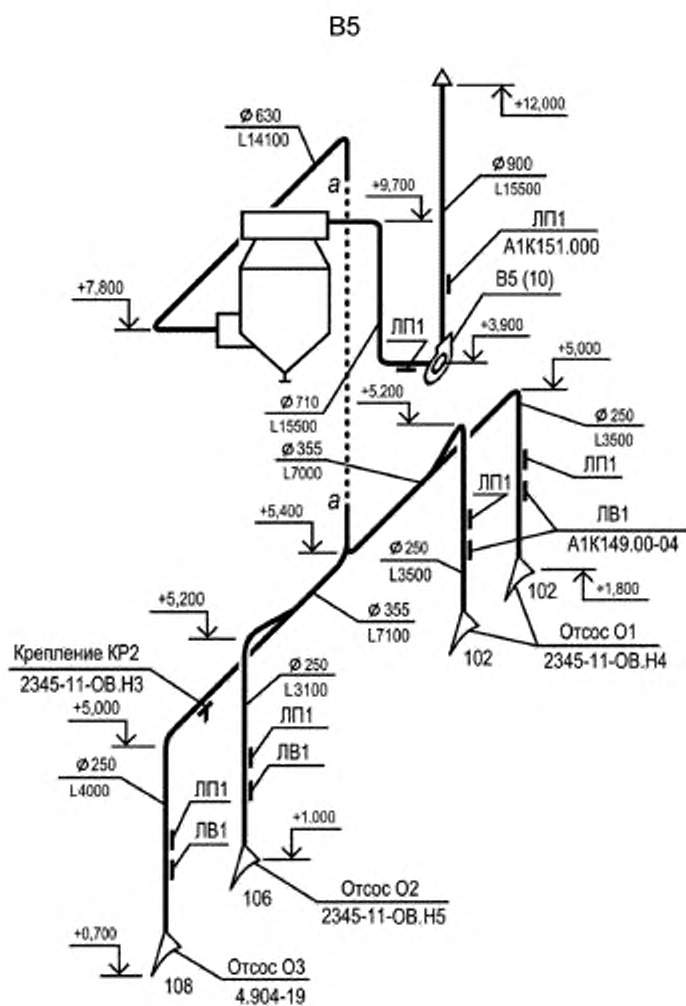 В5
+12,000
Ø 630
L14100
Ø 900
L15500
а
+9,700
ЛП1
А1К151.000
В5 (10)
+7,800
ЛП1
+3,900
+5,000
+5,200
Ø 710
L15500
Ø 250
L3500
Ø 355
L7000
ЛП1
ЛП1
а
+5,400
ЛВ1
А1К149.00-04
Ø 250
L3500
102
+1,800
+5,200
Ø 355
L7100
Отсос О1
2345-11-ОВ.Н4
102
Крепление КР2
2345-11-ОВ.Н3
Ø 250
L3100
+5,000
ЛП1
ЛВ1
Ø 250
L4000
ЛП1
ЛВ1
+1.000
106
Отсос О2
2345-11-ОВ.Н5
+0,700
108
Отсос О3
4.904-19